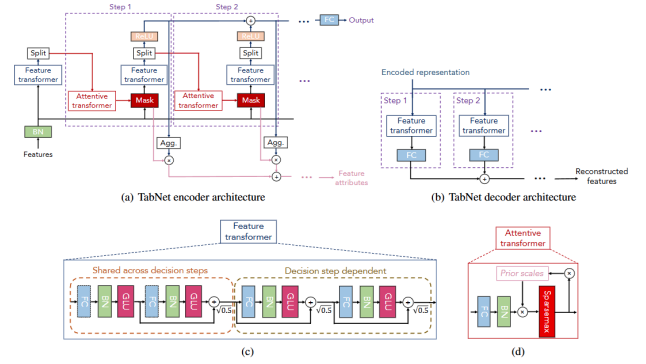 Step 1
Step 2
... FC Output
ReLU
ReLU
Split
Split
Split
Feature transformer
Feature transformer
Feature transformer
...
Attentive transformer
Mask
Attentive transformer
Mask
BN
Features
Agg.
Agg.
... Feature attributes
(a) TabNet encoder architecture
Encoded representation
Step 1
Step 2
Feature transformer
Feature transformer
...
FC
FC
... Reconstructed features
(b) TabNet decoder architecture
Feature transformer
Shared across decision steps
Decision step dependent
FC BN GLU FC BN GLU √0.5 FC BN GLU √0.5 FC BN GLU √0.5
(c)
Attentive transformer
Prior scales
FC BN Sparsemax
(d)